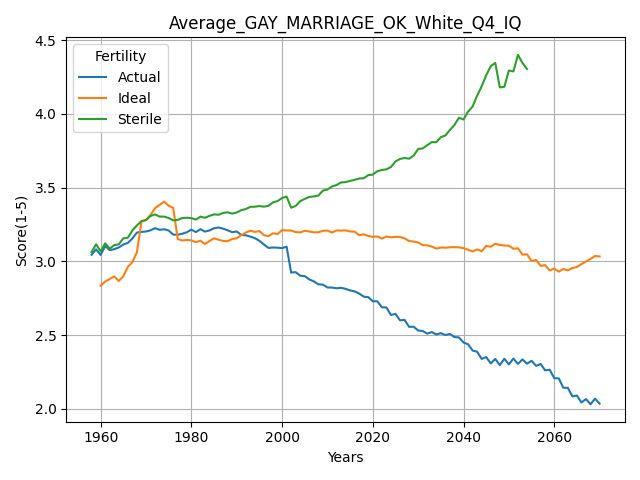 Average_GAY_MARRIAGE_OK_White_Q4_IQ
Fertility
Actual
Ideal
Sterile
Score(1-5)
4.5
4.0
3.5
3.0
2.5
2.0
1960 1980 2000 2020 2040 2060
Years